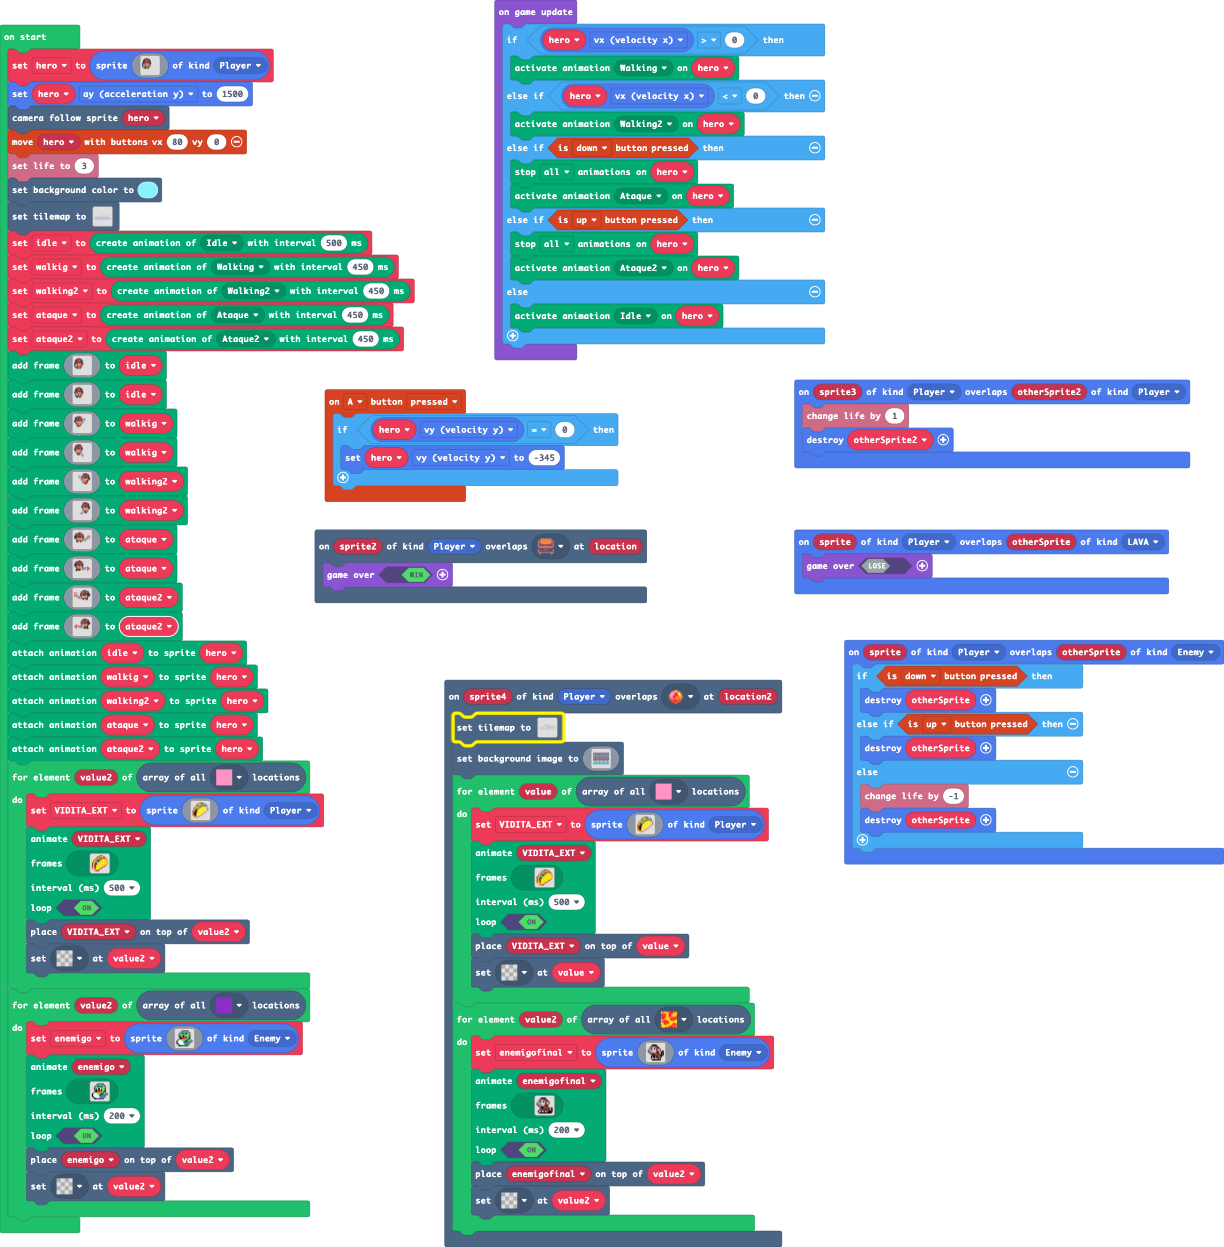 on start
set hero to sprite of kind Player
set hero ay (acceleration y) to 1500
camera follow sprite hero
move hero with buttons vx 80 vy 0
set life to 3
set background color to
set tilemap to
set idle to create animation of Idle with interval 500 ms
set walkig to create animation of Walking with interval 450 ms
set walking2 to create animation of Walking2 with interval 450 ms
set ataque to create animation of Ataque with interval 450 ms
set ataque2 to create animation of Ataque2 with interval 450 ms
add frame to idle
add frame to idle
add frame to walkig
add frame to walkig
add frame to walking2
add frame to walking2
add frame to ataque
add frame to ataque
add frame to ataque2
add frame to ataque2
attach animation idle to sprite hero
attach animation walkig to sprite hero
attach animation walking2 to sprite hero
attach animation ataque to sprite hero
attach animation ataque2 to sprite hero
for element value2 of array of all locations
do
set VIDITA_EXT to sprite of kind Player
animate VIDITA_EXT
frames
interval (ms) 500
loop ON
place VIDITA_EXT on top of value2
set at value2
for element value2 of array of all locations
do
set enemigo to sprite of kind Enemy
animate enemigo
frames
interval (ms) 200
loop ON
place enemigo on top of value2
set at value2
on game update
if hero vx (velocity x) > 0 then
activate animation Walking on hero
else if hero vx (velocity x) < 0 then
activate animation Walking2 on hero
else if is down button pressed then
stop all animations on hero
activate animation Ataque on hero
else if is up button pressed then
stop all animations on hero
activate animation Ataque2 on hero
else
activate animation Idle on hero
on A button pressed
if hero vy (velocity y) = 0 then
set hero vy (velocity y) to -345
on sprite2 of kind Player overlaps at location
game over WIN
on sprite3 of kind Player overlaps otherSprite2 of kind Player
change life by 1
destroy otherSprite2
on sprite of kind Player overlaps otherSprite of kind LAVA
game over LOSE
on sprite of kind Player overlaps otherSprite of kind Enemy
if is down button pressed then
destroy otherSprite
else if is up button pressed then
destroy otherSprite
else
change life by -1
destroy otherSprite
on sprite4 of kind Player overlaps at location2
set tilemap to
set background image to
for element value of array of all locations
do
set VIDITA_EXT to sprite of kind Player
animate VIDITA_EXT
frames
interval (ms) 500
loop ON
place VIDITA_EXT on top of value
set at value
for element value2 of array of all locations
do
set enemigofinal to sprite of kind Enemy
animate enemigofinal
frames
interval (ms) 200
loop ON
place enemigofinal on top of value2
set at value2